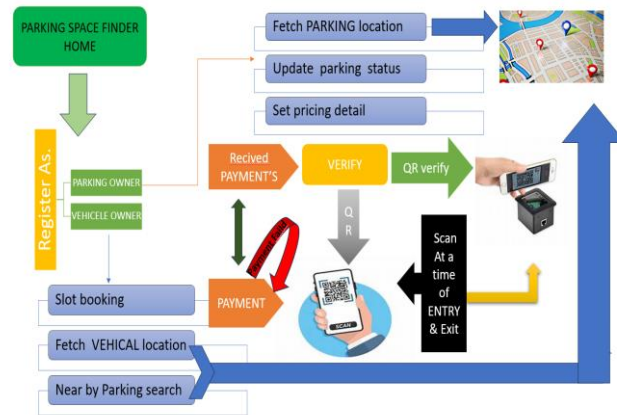 PARKING SPACE FINDER
HOME
Fetch PARKING location
Update parking status
Set pricing detail
Register As.
PARKING OWNER
VEHICELE OWNER
Recived
PAYMENT'S
VERIFY
QR verify
Q
R
Scan
At a
time
of
ENTRY
& Exit
SCAN
Slot booking
PAYMENT
Fetch VEHICAL location
Near by Parking search